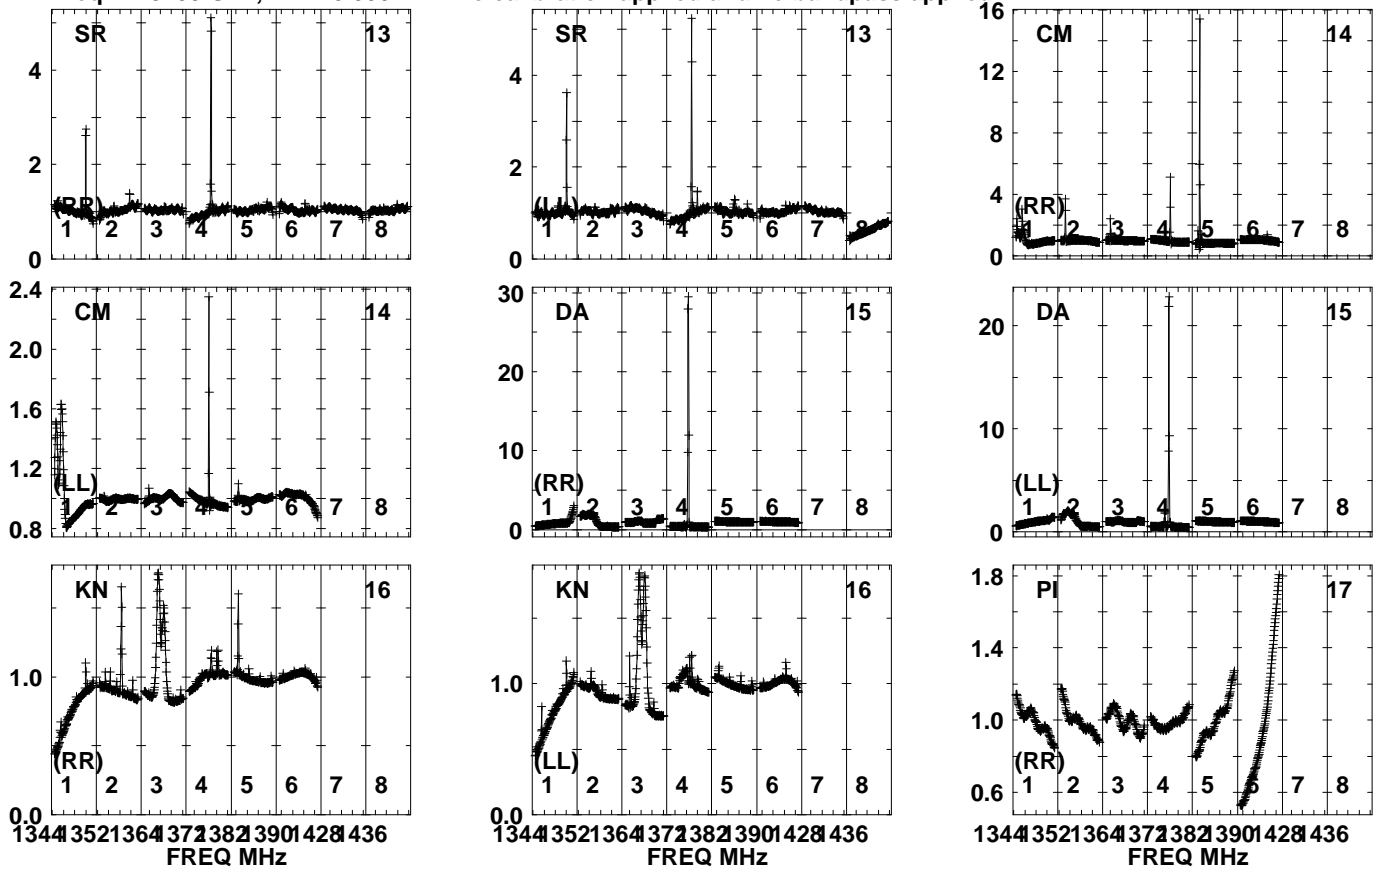 SR 13
SR 13
CM 14
4
2
0
(RR)
1 2 3 4 5 6 7 8
4
2
0
(LL)
1 2 3 4 5 6 7 8
16
12
8
4
0
(RR)
1 2 3 4 5 6 7 8
CM 14
DA 15
DA 15
2.4
2.0
1.6
1.2
0.8
(LL)
1 2 3 4 5 6 7 8
30
20
10
0
(RR)
1 2 3 4 5 6 7 8
20
10
0
(LL)
1 2 3 4 5 6 7 8
KN 16
KN 16
PI 17
1.0
0.0
(RR)
1 2 3 4 5 6 7 8
1.0
0.0
(LL)
1 2 3 4 5 6 7 8
1.8
1.4
1.0
0.6
(RR)
1 2 3 4 5 6 7 8
1344 1352 1364 1372 1382 1390 1428 1436
FREQ MHz
1344 1352 1364 1372 1382 1390 1428 1436
FREQ MHz
1344 1352 1364 1372 1382 1390 1428 1436
FREQ MHz